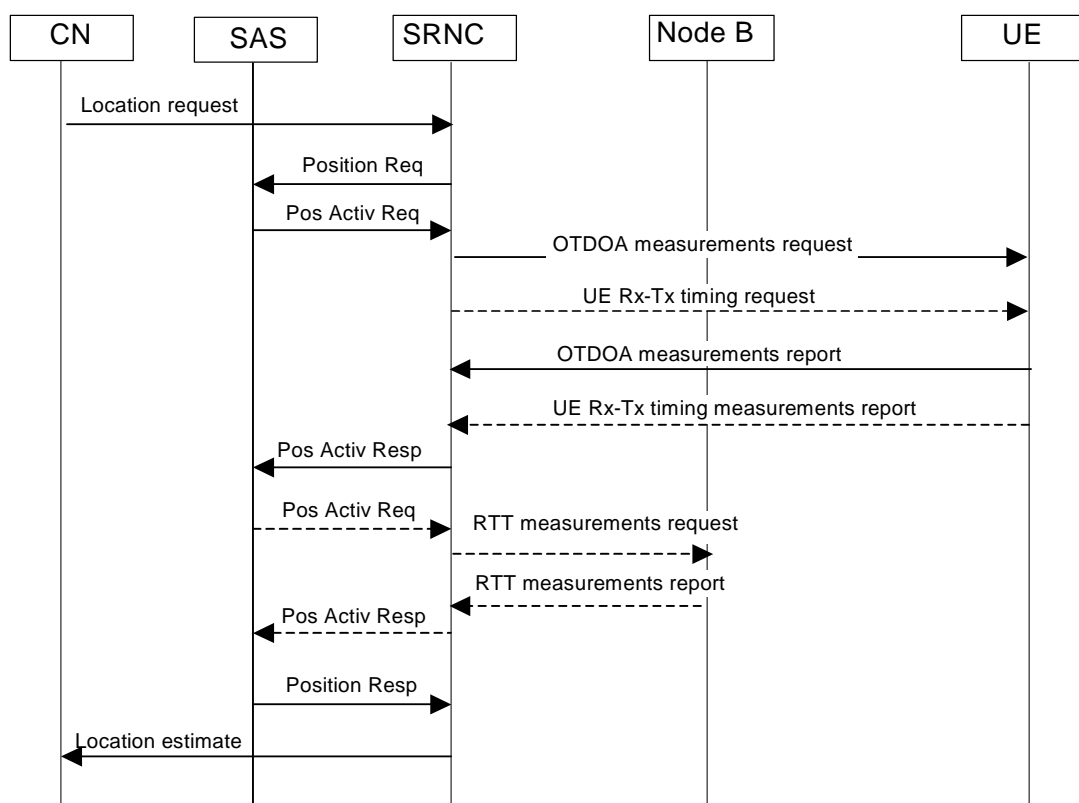 CN
SAS
SRNC
Node B
UE
Location request
Position Req
Pos Activ Req
OTDOA measurements request
UE Rx-Tx timing request
OTDOA measurements report
UE Rx-Tx timing measurements report
Pos Activ Resp
Pos Activ Req
RTT measurements request
RTT measurements report
Pos Activ Resp
Position Resp
Location estimate